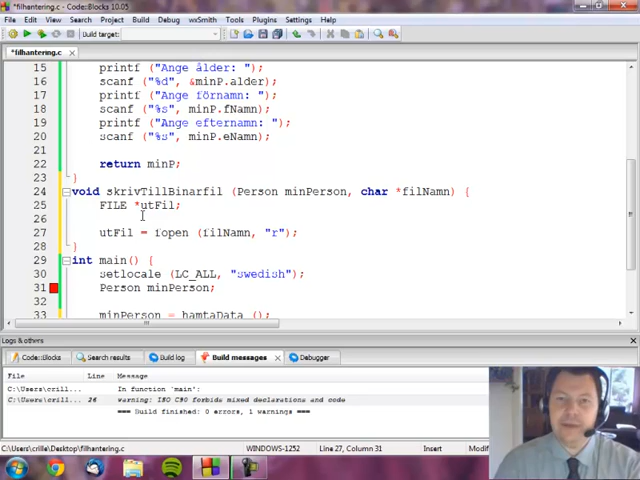 *filhantering.c - Code::Blocks 10.05
File Edit View Search Project Build Debug wxSmith Tools Plugins Settings Help
Build target:
*filhantering.c
15 printf ("Ange ålder: ");
16 scanf ("%d", &minP.alder);
17 printf ("Ange förnamn: ");
18 scanf ("%s", minP.fNamn);
19 printf ("Ange efternamn: ");
20 scanf ("%s", minP.eNamn);
21
22 return minP;
23 }
24 void skrivTillBinarfil (Person minPerson, char *filNamn) {
25 FILE *utFil;
26
27 utFil = fopen (filNamn, "r");
28 }
29 int main() {
30 setlocale (LC_ALL, "swedish");
31 Person minPerson;
32
33 minPerson = hamtaData ();
Logs & others
Code::Blocks Search results Build log Build messages Debugger
File Line Message
C:\Users\crill... In function 'main':
C:\Users\crill... 26 warning: ISO C90 forbids mixed declarations and code
=== Build finished: 0 errors, 1 warnings ===
C:\Users\crille\Desktop\filhantering.c WINDOWS-1252 Line 27, Column 31 Insert